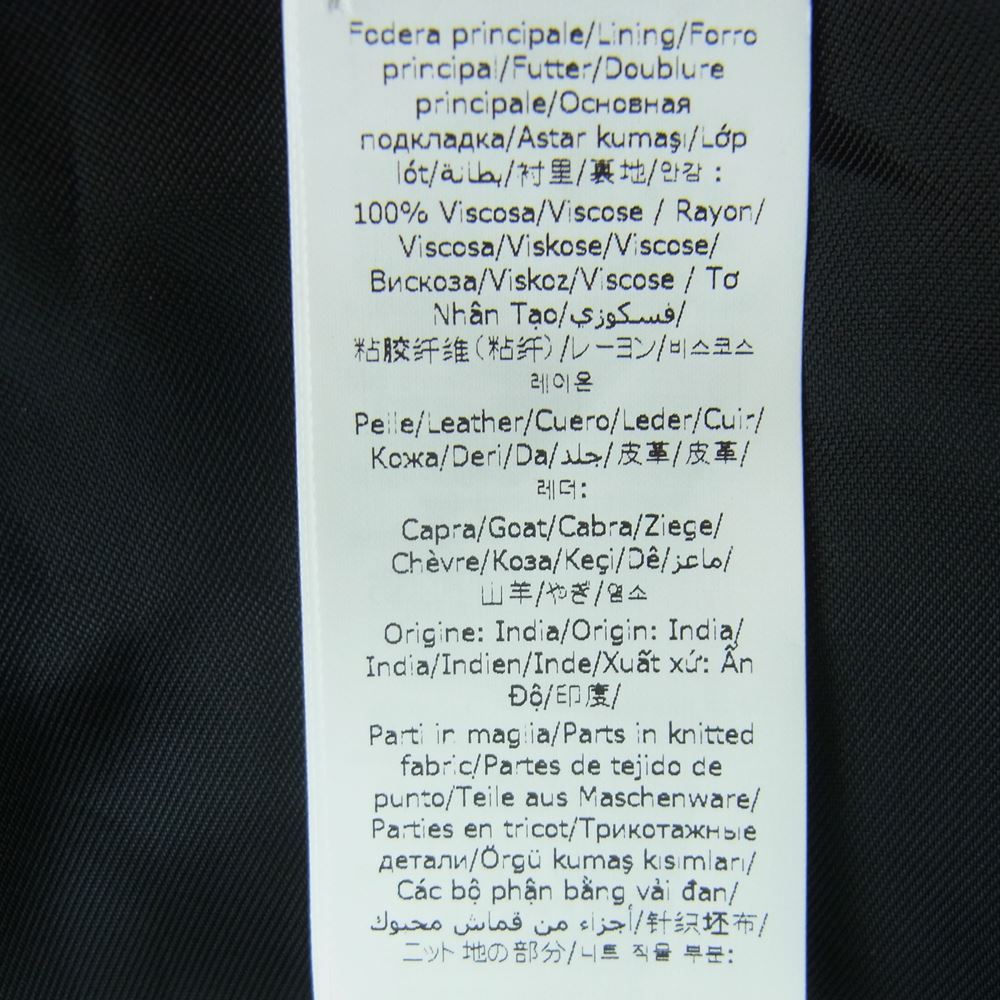 Fodera principale/Lining/Forro
principal/Futter/Doublure
principale/Основная
подкладка/Astar kumaşı/Lớp
lót/بطانة/衬里/裏地/안감 :
100% Viscosa/Viscose / Rayon/
Viscosa/Viskose/Viscose/
Вискоза/Viskoz/Viscose / Tơ
Nhân Tạo/فسكوزي/
粘胶纤维(粘纤)/レーヨン/비스코스
레이온
Pelle/Leather/Cuero/Leder/Cuir/
Кожа/Deri/Da/جلد/皮革/皮革/
레더:
Capra/Goat/Cabra/Ziege/
Chèvre/Коза/Keçi/Dê/ماعز/
山羊/やぎ/염소
Origine: India/Origin: India/
India/Indien/Inde/Xuất xứ: Ấn
Độ/印度/
Parti in maglia/Parts in knitted
fabric/Partes de tejido de
punto/Teile aus Maschenware/
Parties en tricot/Трикотажные
детали/Örgü kumaş kısımları/
Các bộ phận bằng vải đan/
أجزاء من قماش محبوك/针织坯布/
ニット地の部分/니트 직물 부분: